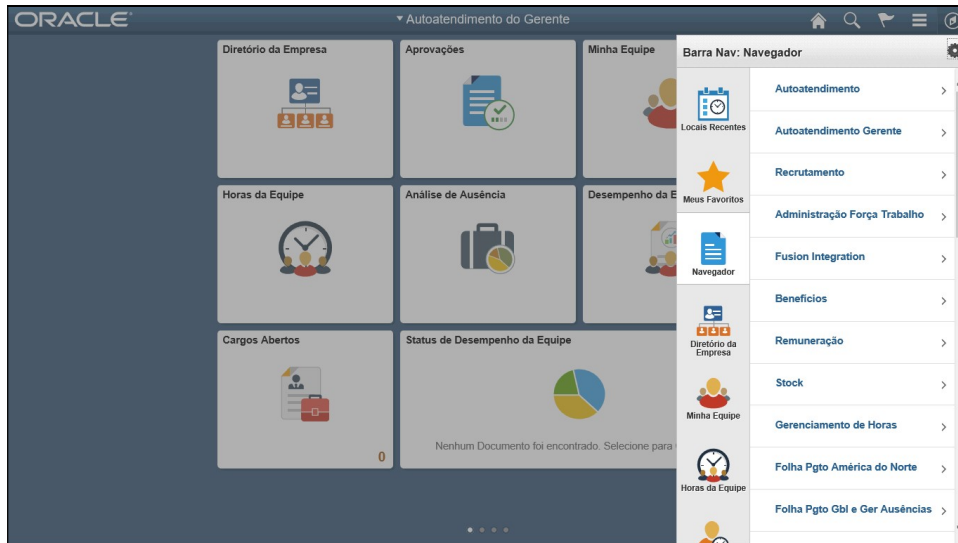 ORACLE
Autoatendimento do Gerente
Diretório da Empresa
Aprovações
Minha Equipe
Horas da Equipe
Análise de Ausência
Desempenho da E
Cargos Abertos
0
Status de Desempenho da Equipe
Nenhum Documento foi encontrado. Selecione para
Barra Nav: Navegador
Locais Recentes
Meus Favoritos
Navegador
Diretório da
Empresa
Minha Equipe
Horas da Equipe
Autoatendimento
Autoatendimento Gerente
Recrutamento
Administração Força Trabalho
Fusion Integration
Benefícios
Remuneração
Stock
Gerenciamento de Horas
Folha Pgto América do Norte
Folha Pgto Gbl e Ger Ausências